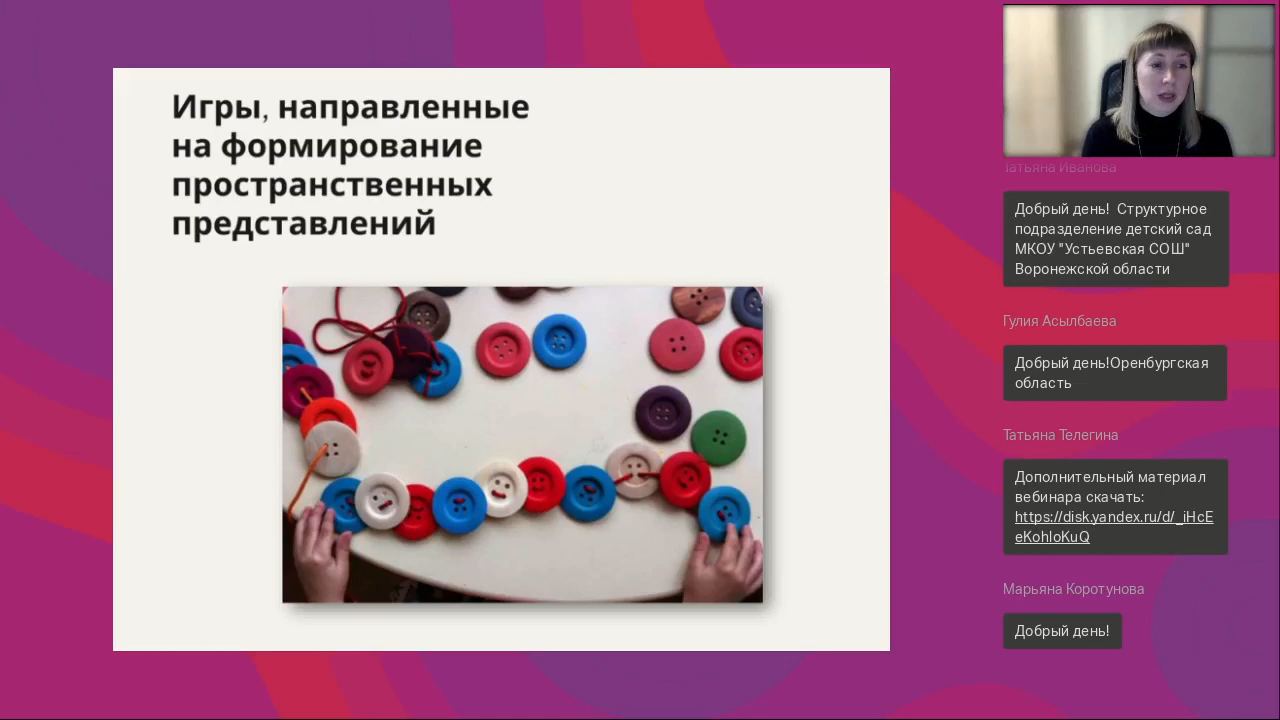 Игры, направленные
на формирование
пространственных
представлений
Татьяна Иванова
Добрый день!  Структурное
подразделение детский сад
МКОУ "Устьевская СОШ"
Воронежской области
Гулия Асылбаева
Добрый день!Оренбургская
область
Татьяна Телегина
Дополнительный материал
вебинара скачать:
https://disk.yandex.ru/d/_iHcE
eKohloKuQ
Марьяна Коротунова
Добрый день!